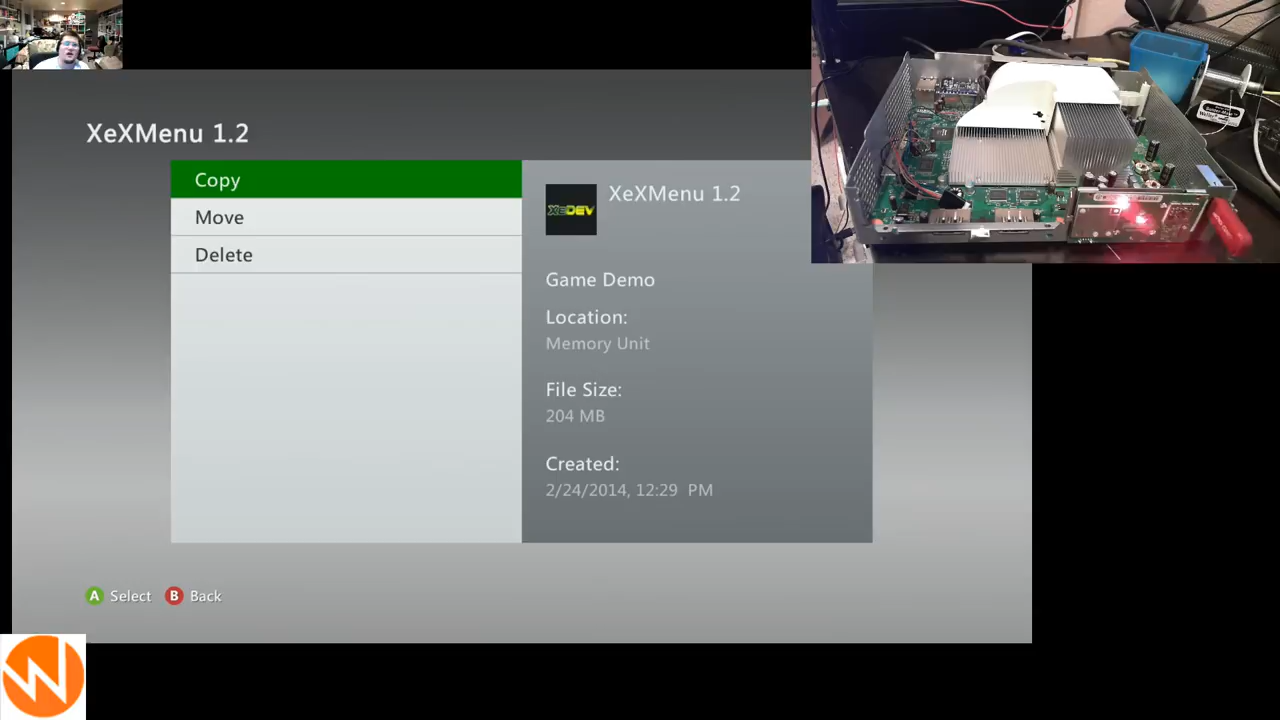 XeXMenu 1.2
Copy
Move
Delete
XeDEV
XeXMenu 1.2
Game Demo
Location:
Memory Unit
File Size:
204 MB
Created:
2/24/2014, 12:29 PM
A Select B Back
W